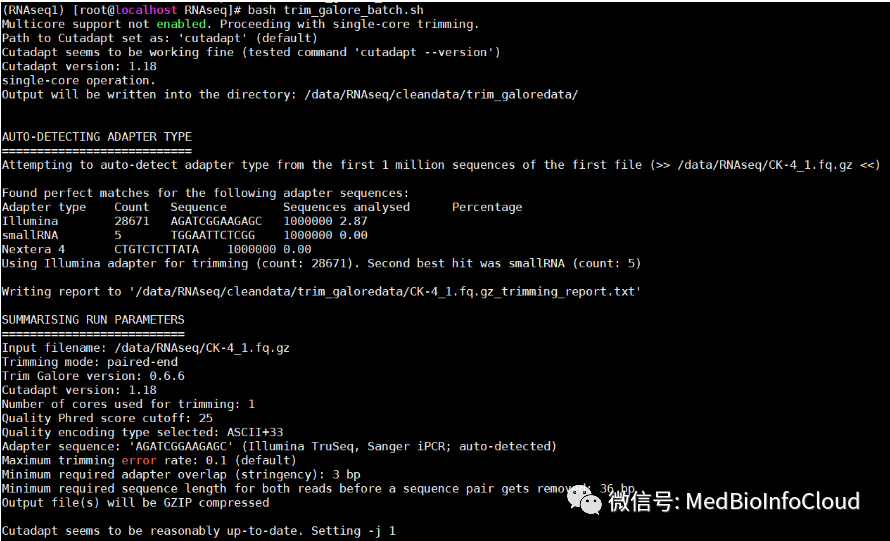 (RNAseq1) [root@localhost RNAseq]# bash trim_galore_batch.sh
Multicore support not enabled. Proceeding with single-core trimming.
Path to Cutadapt set as: 'cutadapt' (default)
Cutadapt seems to be working fine (tested command 'cutadapt --version')
Cutadapt version: 1.18
single-core operation.
Output will be written into the directory: /data/RNAseq/cleandata/trim_galoredata/
AUTO-DETECTING ADAPTER TYPE
===========================
Attempting to auto-detect adapter type from the first 1 million sequences of the first file (>> /data/RNAseq/CK-4_1.fq.gz <<)
Found perfect matches for the following adapter sequences:
Adapter type Count Sequence Sequences analysed Percentage
Illumina 28671 AGATCGGAAGAGC 1000000 2.87
smallRNA 5 TGGAATTCTCGG 1000000 0.00
Nextera 4 CTGTCTCTTATA 1000000 0.00
Using Illumina adapter for trimming (count: 28671). Second best hit was smallRNA (count: 5)
Writing report to '/data/RNAseq/cleandata/trim_galoredata/CK-4_1.fq.gz_trimming_report.txt'
SUMMARISING RUN PARAMETERS
==========================
Input filename: /data/RNAseq/CK-4_1.fq.gz
Trimming mode: paired-end
Trim Galore version: 0.6.6
Cutadapt version: 1.18
Number of cores used for trimming: 1
Quality Phred score cutoff: 25
Quality encoding type selected: ASCII+33
Adapter sequence: 'AGATCGGAAGAGC' (Illumina TruSeq, Sanger iPCR; auto-detected)
Maximum trimming error rate: 0.1 (default)
Minimum required adapter overlap (stringency): 3 bp
Minimum required sequence length for both reads before a sequence pair gets removed: 36 bp
Output file(s) will be GZIP compressed
微信号: MedBioInfoCloud
Cutadapt seems to be reasonably up-to-date. Setting -j 1